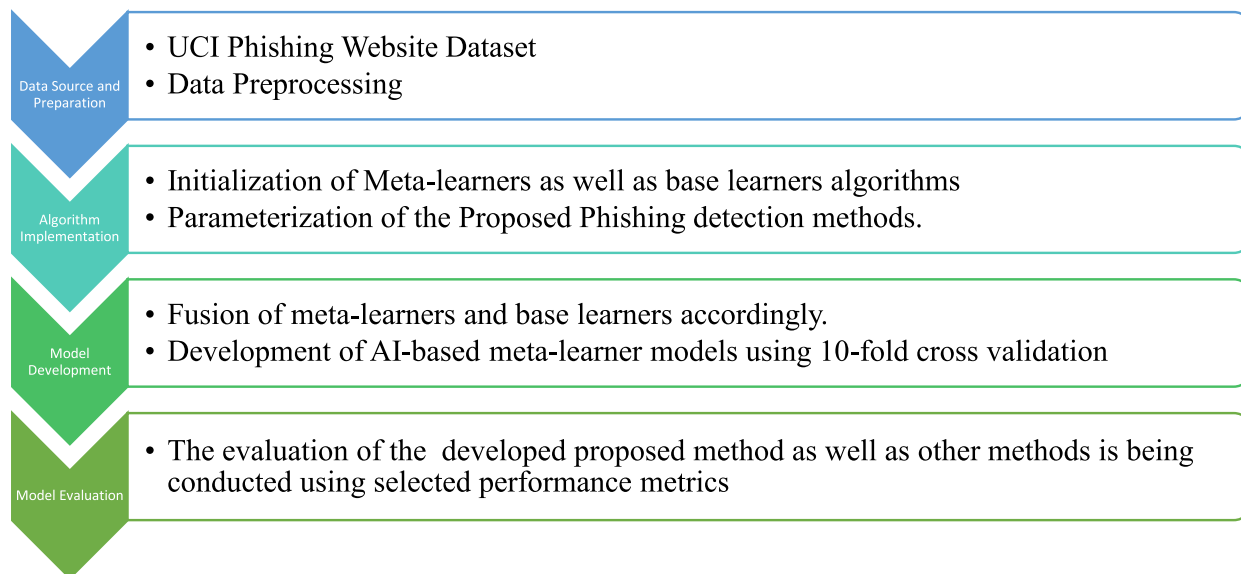 Data Source and
Preparation
• UCI Phishing Website Dataset
• Data Preprocessing
Algorithm
Implementation
• Initialization of Meta-learners as well as base learners algorithms
• Parameterization of the Proposed Phishing detection methods.
Model
Development
• Fusion of meta-learners and base learners accordingly.
• Development of AI-based meta-learner models using 10-fold cross validation
Model Evaluation
• The evaluation of the  developed proposed method as well as other methods is being
conducted using selected performance metrics